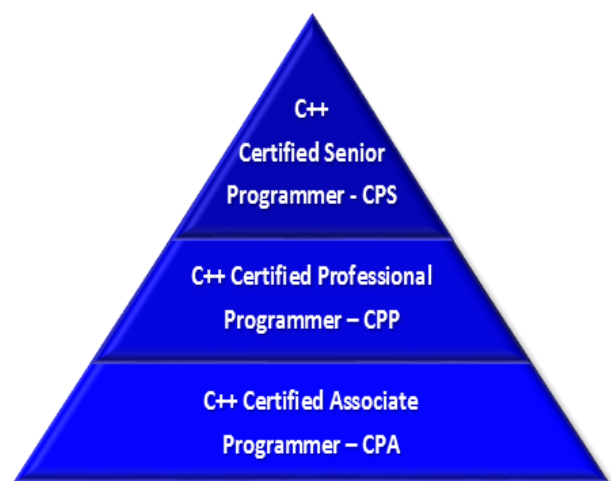 C++
Certified Senior
Programmer - CPS
C++ Certified Professional
Programmer – CPP
C++ Certified Associate
Programmer – CPA